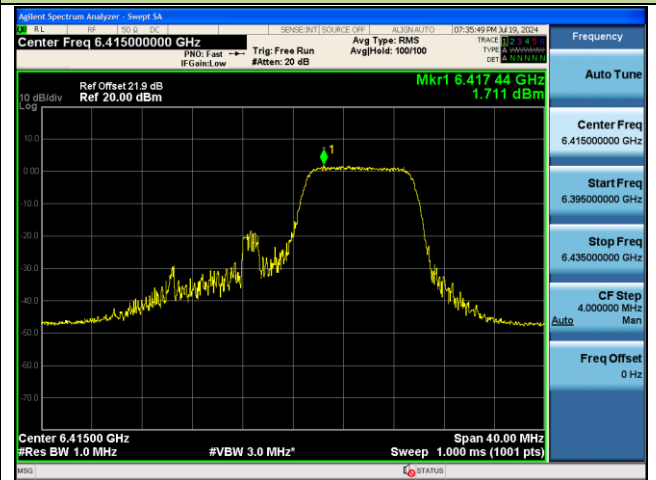 Agilent Spectrum Analyzer - Swept SA
RL RF 50 Ω DC SENSE:INT SOURCE OFF ALIGNAUTO 07:35:49 PM Jul 19, 2024
Center Freq 6.415000000 GHz
PNO: Fast
IFGain:Low
Trig: Free Run
#Atten: 20 dB
Avg Type: RMS
Avg|Hold: 100/100
TRACE 1 2 3 4 5 6
TYPE A
DET A N N N N N
Ref Offset 21.9 dB
Ref 20.00 dBm
Mkr1 6.417 44 GHz
1.711 dBm
10 dB/div
Log
1
10.0
0.00
-10.0
-20.0
-30.0
-40.0
-50.0
-60.0
-70.0
Center 6.41500 GHz
#Res BW 1.0 MHz
#VBW 3.0 MHz*
Span 40.00 MHz
Sweep 1.000 ms (1001 pts)
MSG
STATUS
Frequency
Auto Tune
Center Freq
6.415000000 GHz
Start Freq
6.395000000 GHz
Stop Freq
6.435000000 GHz
CF Step
4.000000 MHz
Auto Man
Freq Offset
0 Hz